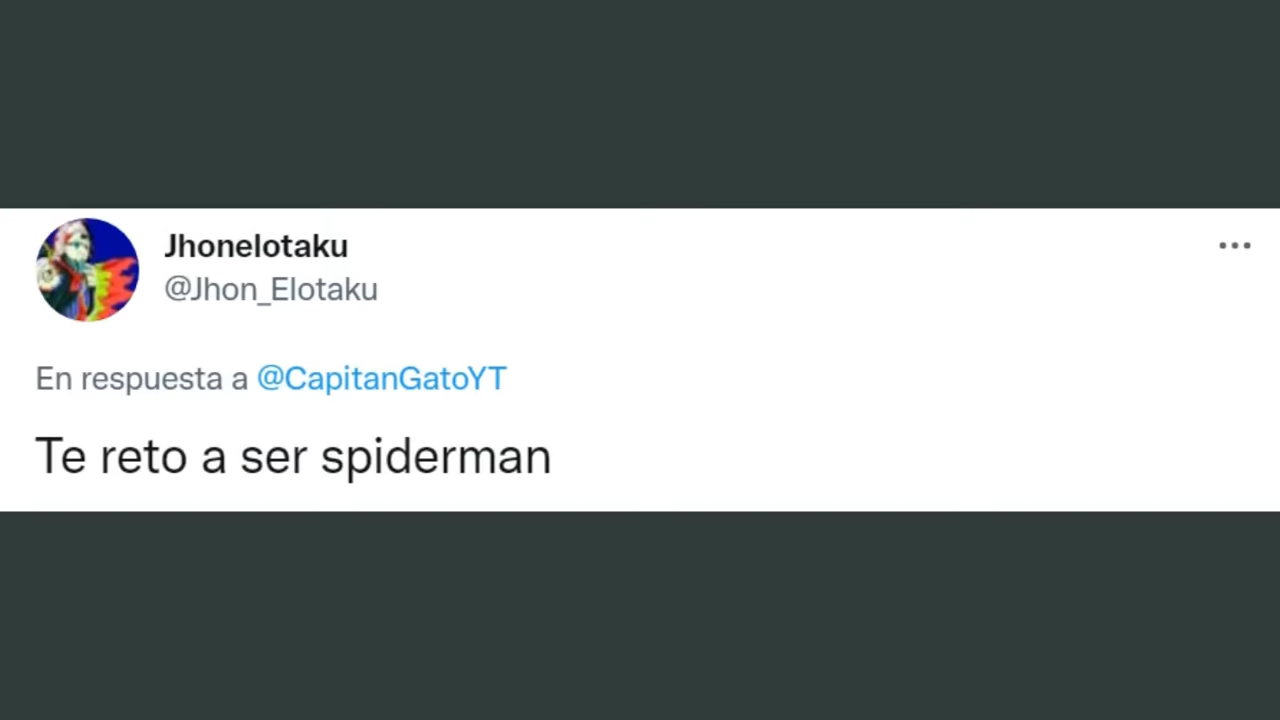 Jhonelotaku
@Jhon_Elotaku
En respuesta a @CapitanGatoYT
Te reto a ser spiderman